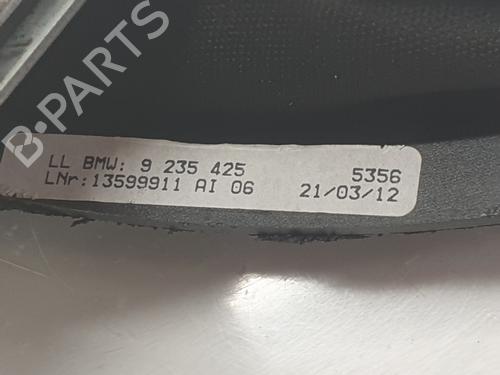 B-PARTS
LL BMW: 9 235 425 5356
LNr:13599911 AI 06 21/03/12